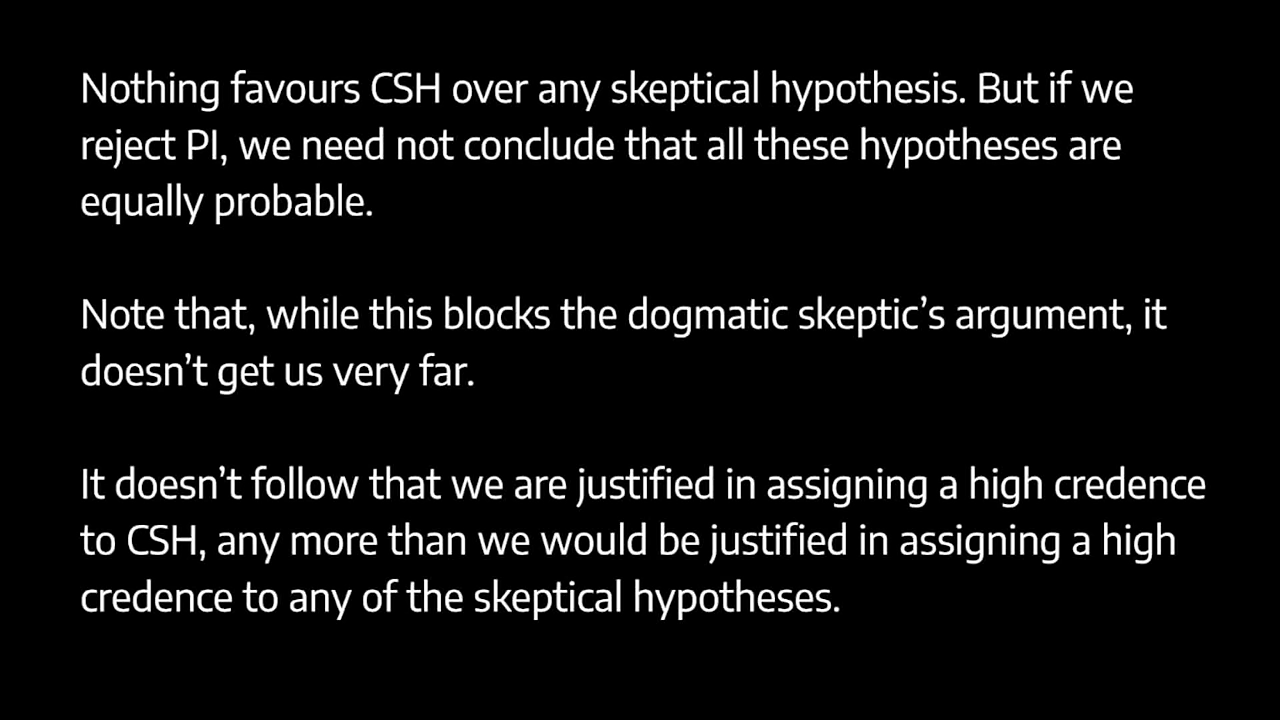 Nothing favours CSH over any skeptical hypothesis. But if we
reject PI, we need not conclude that all these hypotheses are
equally probable.
Note that, while this blocks the dogmatic skeptic’s argument, it
doesn’t get us very far.
It doesn’t follow that we are justified in assigning a high credence
to CSH, any more than we would be justified in assigning a high
credence to any of the skeptical hypotheses.